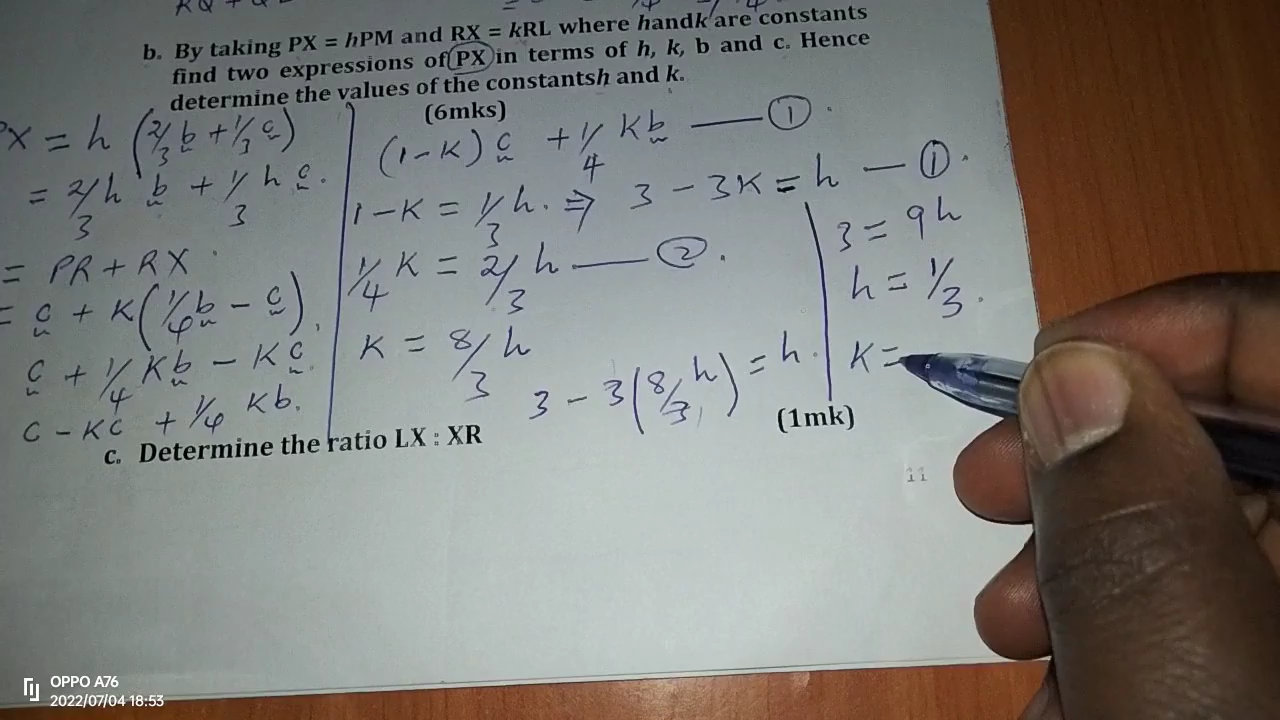 b. By taking PX = hPM and RX = kRL where handk are constants
find two expressions of PX in terms of h, k, b and c. Hence
determine the values of the constantsh and k.
(6mks)
PX = h (2/3 b + 1/3 c)
= 2/3 h b + 1/3 h c.
= PR + RX.
= c + K(1/4 b - c).
c + 1/4 Kb - Kc.
c - Kc + 1/4 Kb.
(1-K) c + 1/4 Kb — ①.
1-K = 1/3 h. ⇒ 3 - 3K = h — ①.
1/4 K = 2/3 h — ②.
K = 8/3 h
3 - 3(8/3 h) = h.
3 = 9h
h = 1/3.
K =
(1mk)
c. Determine the ratio LX : XR
11
OPPO A76
2022/07/04 18:53